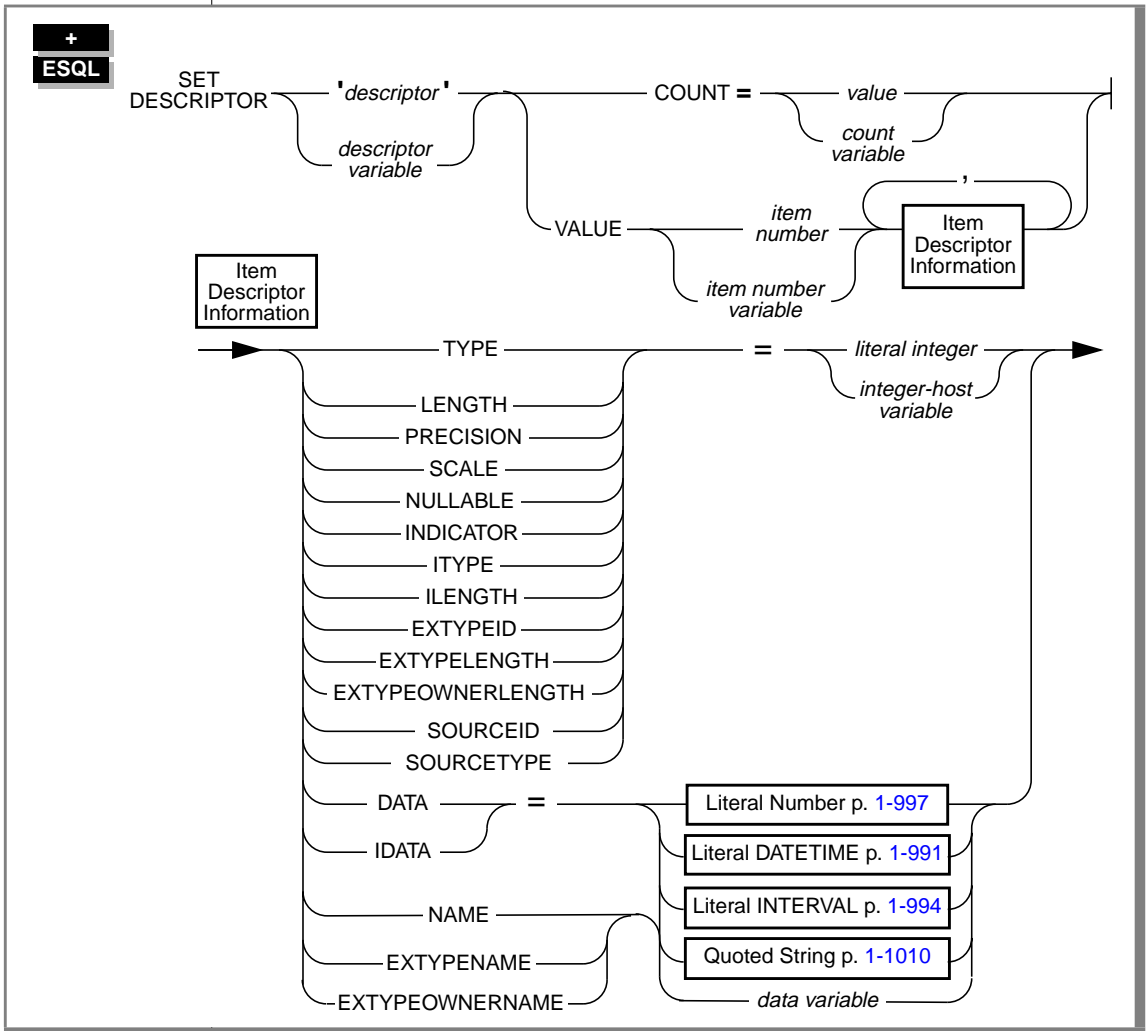 +
ESQL
SET
DESCRIPTOR
'descriptor'
descriptor
variable
COUNT =
value
count
variable
VALUE
item
number
item number
variable
,
Item
Descriptor
Information
Item
Descriptor
Information
TYPE
=
literal integer
integer-host
variable
LENGTH
PRECISION
SCALE
NULLABLE
INDICATOR
ITYPE
ILENGTH
EXTYPEID
EXTYPELENGTH
EXTYPEOWNERLENGTH
SOURCEID
SOURCETYPE
DATA
=
IDATA
NAME
EXTYPENAME
EXTYPEOWNERNAME
Literal Number p. 1-997
Literal DATETIME p. 1-991
Literal INTERVAL p. 1-994
Quoted String p. 1-1010
data variable